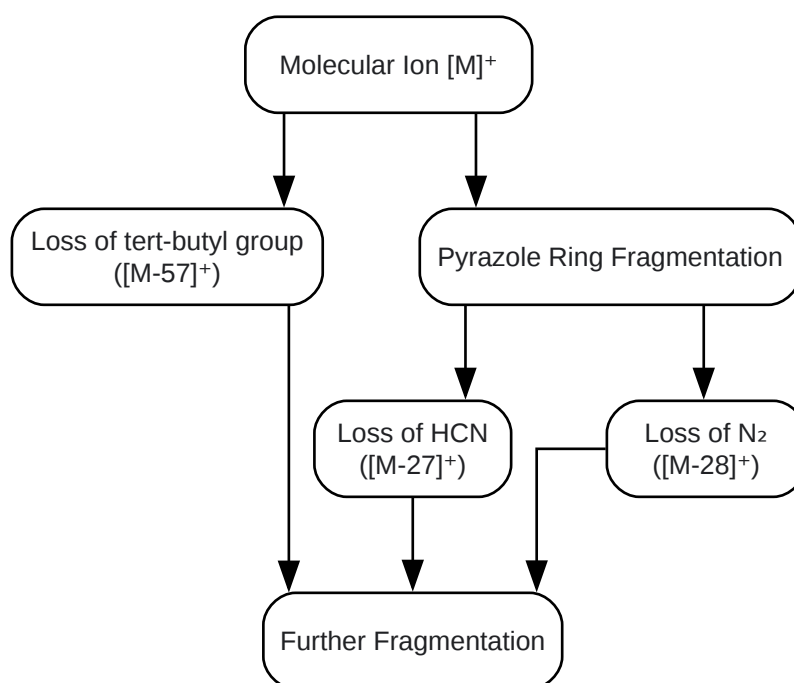 Molecular Ion [M]⁺
Loss of tert-butyl group
([M-57]⁺)
Pyrazole Ring Fragmentation
Loss of HCN
([M-27]⁺)
Loss of N₂
([M-28]⁺)
Further Fragmentation